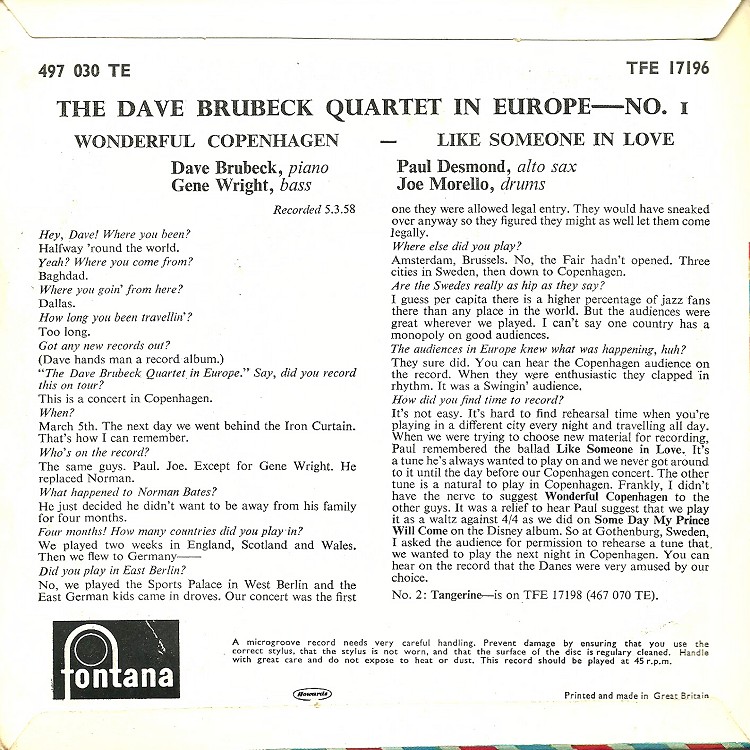 497 030 TE
TFE 17196
THE DAVE BRUBECK QUARTET IN EUROPE—NO. 1
WONDERFUL COPENHAGEN – LIKE SOMEONE IN LOVE
Dave Brubeck, piano
Gene Wright, bass
Paul Desmond, alto sax
Joe Morello, drums
Recorded 5.3.58
Hey, Dave! Where you been?
Halfway 'round the world.
Yeah? Where you come from?
Baghdad.
Where you goin' from here?
Dallas.
How long you been travellin'?
Too long.
Got any new records out?
(Dave hands man a record album.)
"The Dave Brubeck Quartet in Europe." Say, did you record
this on tour?
This is a concert in Copenhagen.
When?
March 5th. The next day we went behind the Iron Curtain.
That's how I can remember.
Who's on the record?
The same guys. Paul. Joe. Except for Gene Wright. He
replaced Norman.
What happened to Norman Bates?
He just decided he didn't want to be away from his family
for four months.
Four months! How many countries did you play in?
We played two weeks in England, Scotland and Wales.
Then we flew to Germany——
Did you play in East Berlin?
No, we played the Sports Palace in West Berlin and the
East German kids came in droves. Our concert was the first
one they were allowed legal entry. They would have sneaked
over anyway so they figured they might as well let them come
legally.
Where else did you play?
Amsterdam, Brussels. No, the Fair hadn't opened. Three
cities in Sweden, then down to Copenhagen.
Are the Swedes really as hip as they say?
I guess per capita there is a higher percentage of jazz fans
there than any place in the world. But the audiences were
great wherever we played. I can't say one country has a
monopoly on good audiences.
The audiences in Europe knew what was happening, huh?
They sure did. You can hear the Copenhagen audience on
the record. When they were enthusiastic they clapped in
rhythm. It was a Swingin' audience.
How did you find time to record?
It's not easy. It's hard to find rehearsal time when you're
playing in a different city every night and travelling all day.
When we were trying to choose new material for recording,
Paul remembered the ballad Like Someone in Love. It's
a tune he's always wanted to play on and we never got around
to it until the day before our Copenhagen concert. The other
tune is a natural to play in Copenhagen. Frankly, I didn't
have the nerve to suggest Wonderful Copenhagen to the
other guys. It was a relief to hear Paul suggest that we play
it as a waltz against 4/4 as we did on Some Day My Prince
Will Come on the Disney album. So at Gothenburg, Sweden,
I asked the audience for permission to rehearse a tune that
we wanted to play the next night in Copenhagen. You can
hear on the record that the Danes were very amused by our
choice.
No. 2: Tangerine—is on TFE 17198 (467 070 TE).
fontana
A microgroove record needs very careful handling. Prevent damage by ensuring that you use the
correct stylus, that the stylus is not worn, and that the surface of the disc is regulary cleaned. Handle
with great care and do not expose to heat or dust. This record should be played at 45 r.p.m.
Howards
Printed and made in Great Britain